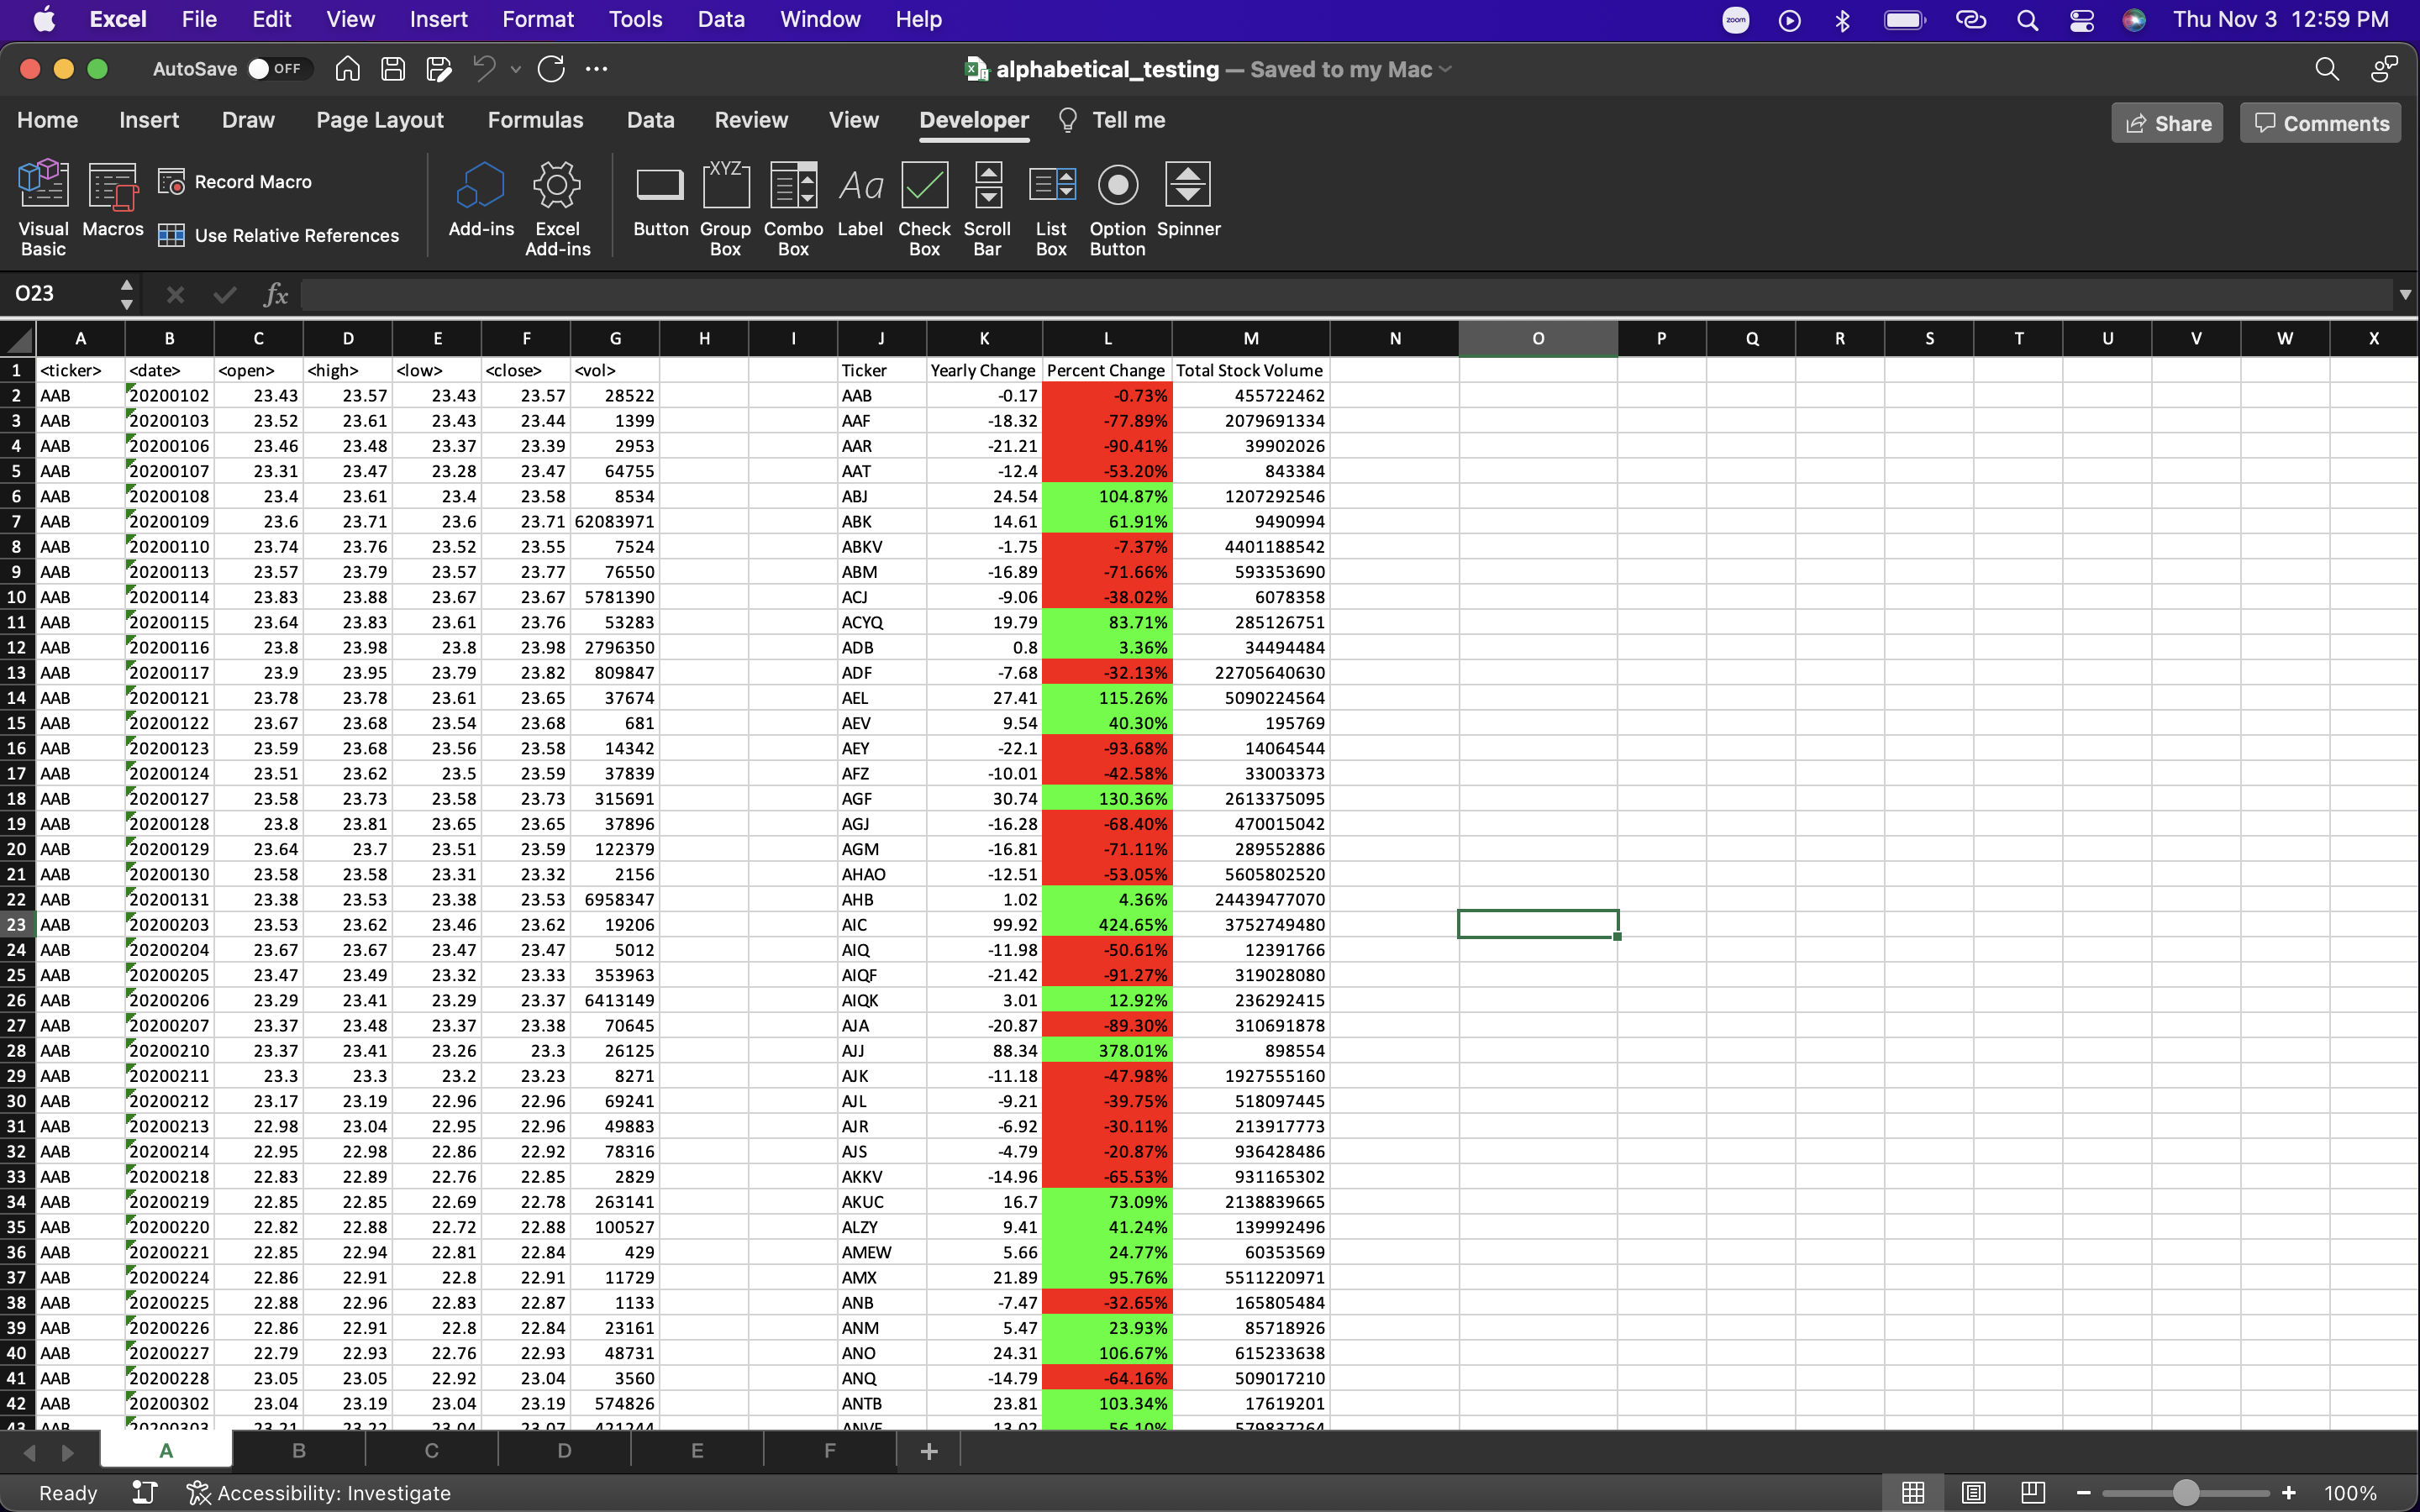 Excel File Edit View Insert Format Tools Data Window Help zoom Thu Nov 3 12:59 PM
AutoSave OFF alphabetical_testing — Saved to my Mac
Home Insert Draw Page Layout Formulas Data Review View Developer Tell me Share Comments
Visual Basic Macros Record Macro Use Relative References Add-ins Excel Add-ins Button XYZ Group Box Combo Box Aa Label Check Box Scroll Bar List Box Option Button Spinner
O23 fx
A B C D E F G H I J K L M N O P Q R S T U V W X
1 <ticker> <date> <open> <high> <low> <close> <vol> Ticker Yearly Change Percent Change Total Stock Volume
2 AAB 20200102 23.43 23.57 23.43 23.57 28522 AAB -0.17 -0.73% 455722462
3 AAB 20200103 23.52 23.61 23.43 23.44 1399 AAF -18.32 -77.89% 2079691334
4 AAB 20200106 23.46 23.48 23.37 23.39 2953 AAR -21.21 -90.41% 39902026
5 AAB 20200107 23.31 23.47 23.28 23.47 64755 AAT -12.4 -53.20% 843384
6 AAB 20200108 23.4 23.61 23.4 23.58 8534 ABJ 24.54 104.87% 1207292546
7 AAB 20200109 23.6 23.71 23.6 23.71 62083971 ABK 14.61 61.91% 9490994
8 AAB 20200110 23.74 23.76 23.52 23.55 7524 ABKV -1.75 -7.37% 4401188542
9 AAB 20200113 23.57 23.79 23.57 23.77 76550 ABM -16.89 -71.66% 593353690
10 AAB 20200114 23.83 23.88 23.67 23.67 5781390 ACJ -9.06 -38.02% 6078358
11 AAB 20200115 23.64 23.83 23.61 23.76 53283 ACYQ 19.79 83.71% 285126751
12 AAB 20200116 23.8 23.98 23.8 23.98 2796350 ADB 0.8 3.36% 34494484
13 AAB 20200117 23.9 23.95 23.79 23.82 809847 ADF -7.68 -32.13% 22705640630
14 AAB 20200121 23.78 23.78 23.61 23.65 37674 AEL 27.41 115.26% 5090224564
15 AAB 20200122 23.67 23.68 23.54 23.68 681 AEV 9.54 40.30% 195769
16 AAB 20200123 23.59 23.68 23.56 23.58 14342 AEY -22.1 -93.68% 14064544
17 AAB 20200124 23.51 23.62 23.5 23.59 37839 AFZ -10.01 -42.58% 33003373
18 AAB 20200127 23.58 23.73 23.58 23.73 315691 AGF 30.74 130.36% 2613375095
19 AAB 20200128 23.8 23.81 23.65 23.65 37896 AGJ -16.28 -68.40% 470015042
20 AAB 20200129 23.64 23.7 23.51 23.59 122379 AGM -16.81 -71.11% 289552886
21 AAB 20200130 23.58 23.58 23.31 23.32 2156 AHAO -12.51 -53.05% 5605802520
22 AAB 20200131 23.38 23.53 23.38 23.53 6958347 AHB 1.02 4.36% 24439477070
23 AAB 20200203 23.53 23.62 23.46 23.62 19206 AIC 99.92 424.65% 3752749480
24 AAB 20200204 23.67 23.67 23.47 23.47 5012 AIQ -11.98 -50.61% 12391766
25 AAB 20200205 23.47 23.49 23.32 23.33 353963 AIQF -21.42 -91.27% 319028080
26 AAB 20200206 23.29 23.41 23.29 23.37 6413149 AIQK 3.01 12.92% 236292415
27 AAB 20200207 23.37 23.48 23.37 23.38 70645 AJA -20.87 -89.30% 310691878
28 AAB 20200210 23.37 23.41 23.26 23.3 26125 AJJ 88.34 378.01% 898554
29 AAB 20200211 23.3 23.3 23.2 23.23 8271 AJK -11.18 -47.98% 1927555160
30 AAB 20200212 23.17 23.19 22.96 22.96 69241 AJL -9.21 -39.75% 518097445
31 AAB 20200213 22.98 23.04 22.95 22.96 49883 AJR -6.92 -30.11% 213917773
32 AAB 20200214 22.95 22.98 22.86 22.92 78316 AJS -4.79 -20.87% 936428486
33 AAB 20200218 22.83 22.89 22.76 22.85 2829 AKKV -14.96 -65.53% 931165302
34 AAB 20200219 22.85 22.85 22.69 22.78 263141 AKUC 16.7 73.09% 2138839665
35 AAB 20200220 22.82 22.88 22.72 22.88 100527 ALZY 9.41 41.24% 139992496
36 AAB 20200221 22.85 22.94 22.81 22.84 429 AMEW 5.66 24.77% 60353569
37 AAB 20200224 22.86 22.91 22.8 22.91 11729 AMX 21.89 95.76% 5511220971
38 AAB 20200225 22.88 22.96 22.83 22.87 1133 ANB -7.47 -32.65% 165805484
39 AAB 20200226 22.86 22.91 22.8 22.84 23161 ANM 5.47 23.93% 85718926
40 AAB 20200227 22.79 22.93 22.76 22.93 48731 ANO 24.31 106.67% 615233638
41 AAB 20200228 23.05 23.05 22.92 23.04 3560 ANQ -14.79 -64.16% 509017210
42 AAB 20200302 23.04 23.19 23.04 23.19 574826 ANTB 23.81 103.34% 17619201
43 AAB 20200303 23.21 23.22 23.04 23.07 421244 ANVF 13.02 56.10% 579837264
A B C D E F +
Ready Accessibility: Investigate 100%